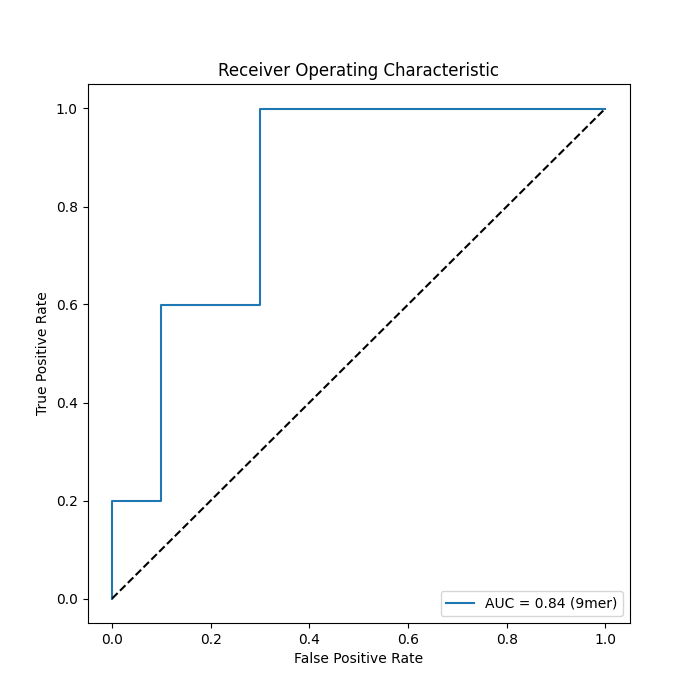 Receiver Operating Characteristic
1.0
0.8
0.6
0.4
0.2
0.0
True Positive Rate
AUC = 0.84 (9mer)
0.0 0.2 0.4 0.6 0.8 1.0
False Positive Rate